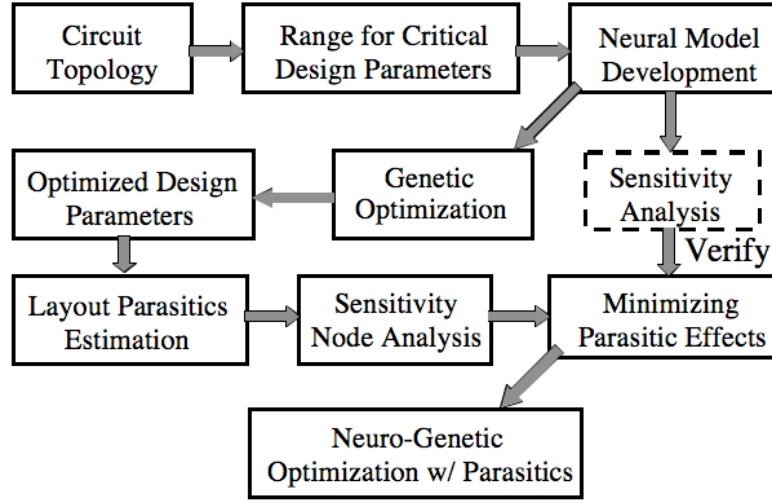 Circuit
Topology
Range for Critical
Design Parameters
Neural Model
Development
Optimized Design
Parameters
Genetic
Optimization
Sensitivity
Analysis
Verify
Layout Parasitics
Estimation
Sensitivity
Node Analysis
Minimizing
Parasitic Effects
Neuro-Genetic
Optimization w/ Parasitics